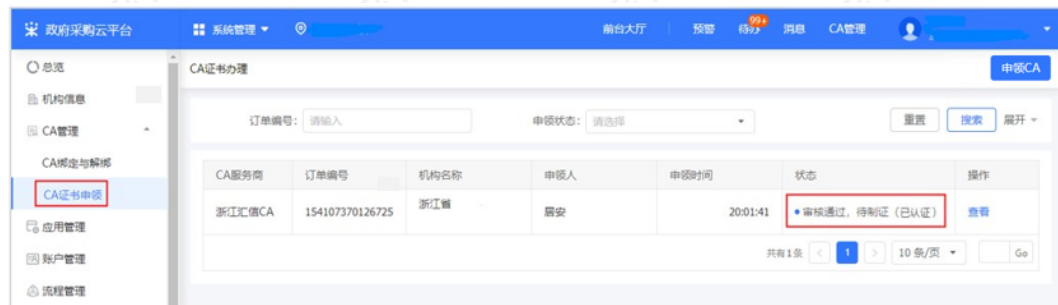 政府采购云平台 系统管理 前台大厅 预警 待办 99+ 消息 CA管理
总览
机构信息
CA管理
CA绑定与解绑
CA证书申领
应用管理
账户管理
流程管理
CA证书办理 申领CA
订单编号: 请输入 申领状态: 请选择 重置 搜索 展开
CA服务商 订单编号 机构名称 申领人 申领时间 状态 操作
浙江汇信CA 154107370126725 浙江省 居安 20:01:41 审核通过，待制证（已认证） 查看
共有1条 < 1 > 10 条/页 Go